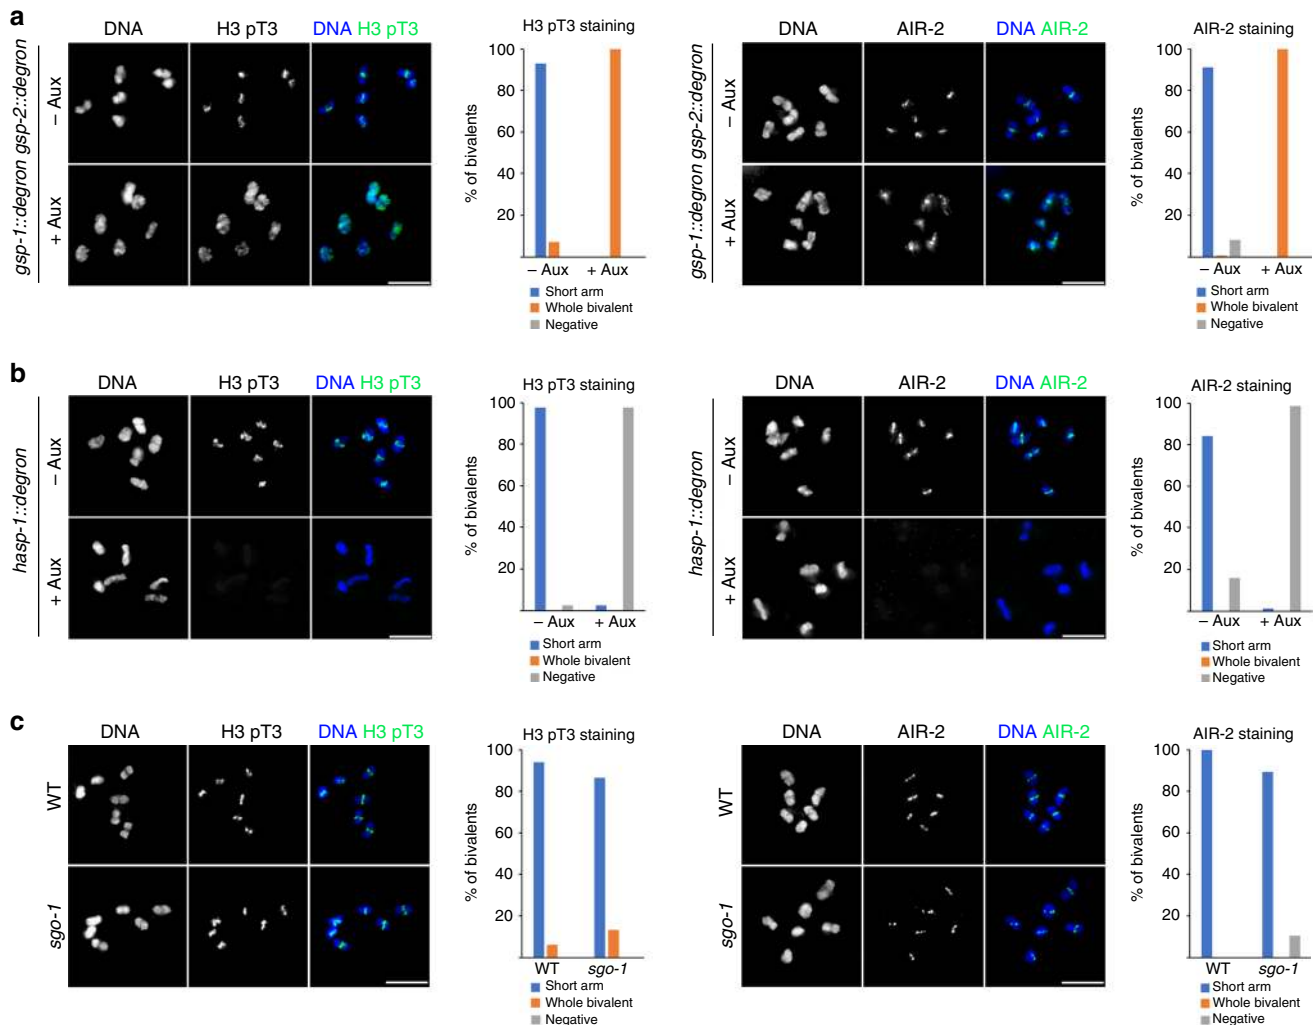 a
DNA H3 pT3 DNA H3 pT3
gsp-1::degron gsp-2::degron
– Aux
+ Aux
H3 pT3 staining
% of bivalents
100
80
60
40
20
– Aux + Aux
Short arm
Whole bivalent
Negative
DNA AIR-2 DNA AIR-2
gsp-1::degron gsp-2::degron
– Aux
+ Aux
AIR-2 staining
% of bivalents
100
80
60
40
20
– Aux + Aux
Short arm
Whole bivalent
Negative
b
DNA H3 pT3 DNA H3 pT3
hasp-1::degron
– Aux
+ Aux
H3 pT3 staining
% of bivalents
100
80
60
40
20
– Aux + Aux
Short arm
Whole bivalent
Negative
DNA AIR-2 DNA AIR-2
hasp-1::degron
– Aux
+ Aux
AIR-2 staining
% of bivalents
100
80
60
40
20
– Aux + Aux
Short arm
Whole bivalent
Negative
c
DNA H3 pT3 DNA H3 pT3
WT
sgo-1
H3 pT3 staining
% of bivalents
100
80
60
40
20
WT sgo-1
Short arm
Whole bivalent
Negative
DNA AIR-2 DNA AIR-2
WT
sgo-1
AIR-2 staining
% of bivalents
100
80
60
40
20
WT sgo-1
Short arm
Whole bivalent
Negative